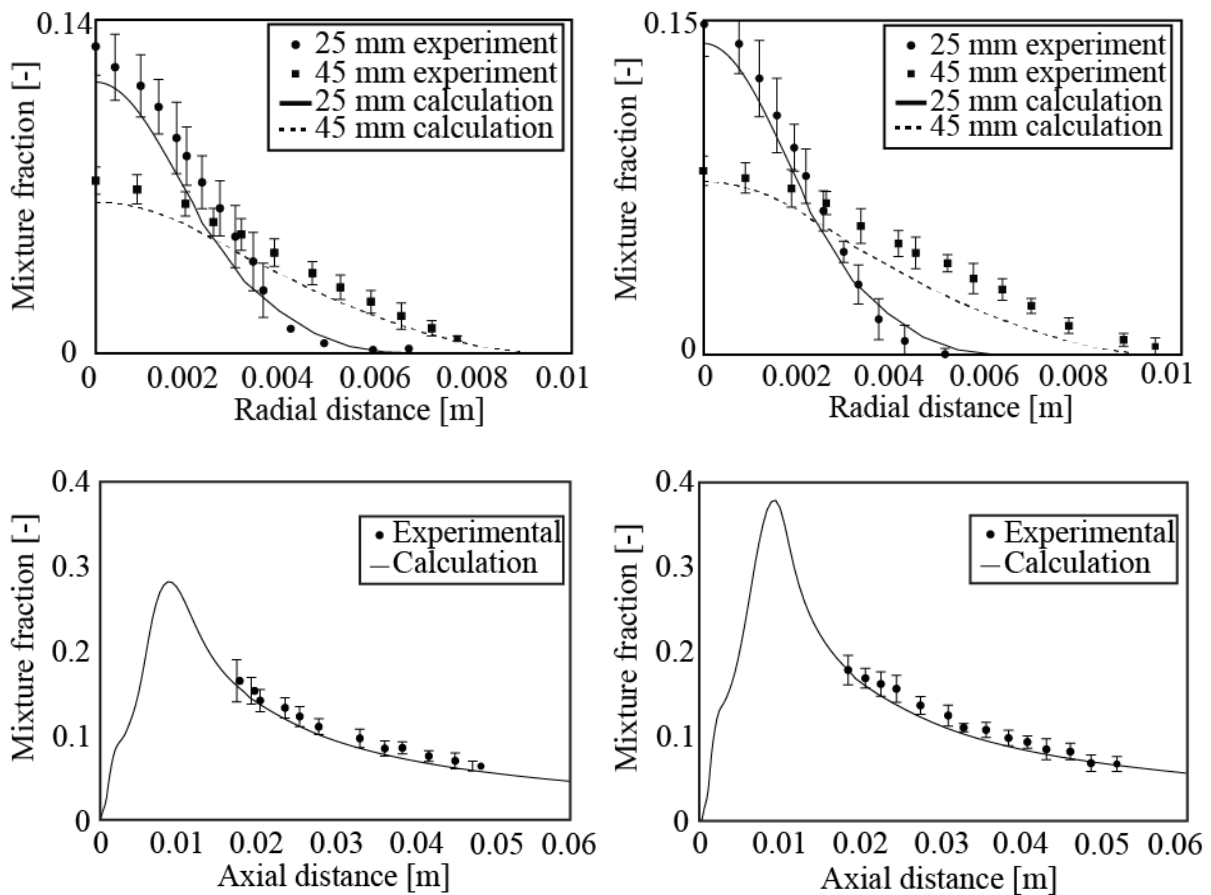 0.14
Mixture fraction [-]
0
25 mm experiment
45 mm experiment
25 mm calculation
45 mm calculation
0 0.002 0.004 0.006 0.008 0.01
Radial distance [m]
0.15
Mixture fraction [-]
0
25 mm experiment
45 mm experiment
25 mm calculation
45 mm calculation
0 0.002 0.004 0.006 0.008 0.01
Radial distance [m]
0.4
0.3
0.2
0.1
0
Mixture fraction [-]
Experimental
Calculation
0 0.01 0.02 0.03 0.04 0.05 0.06
Axial distance [m]
0.4
0.3
0.2
0.1
0
Mixture fraction [-]
Experimental
Calculation
0 0.01 0.02 0.03 0.04 0.05 0.06
Axial distance [m]